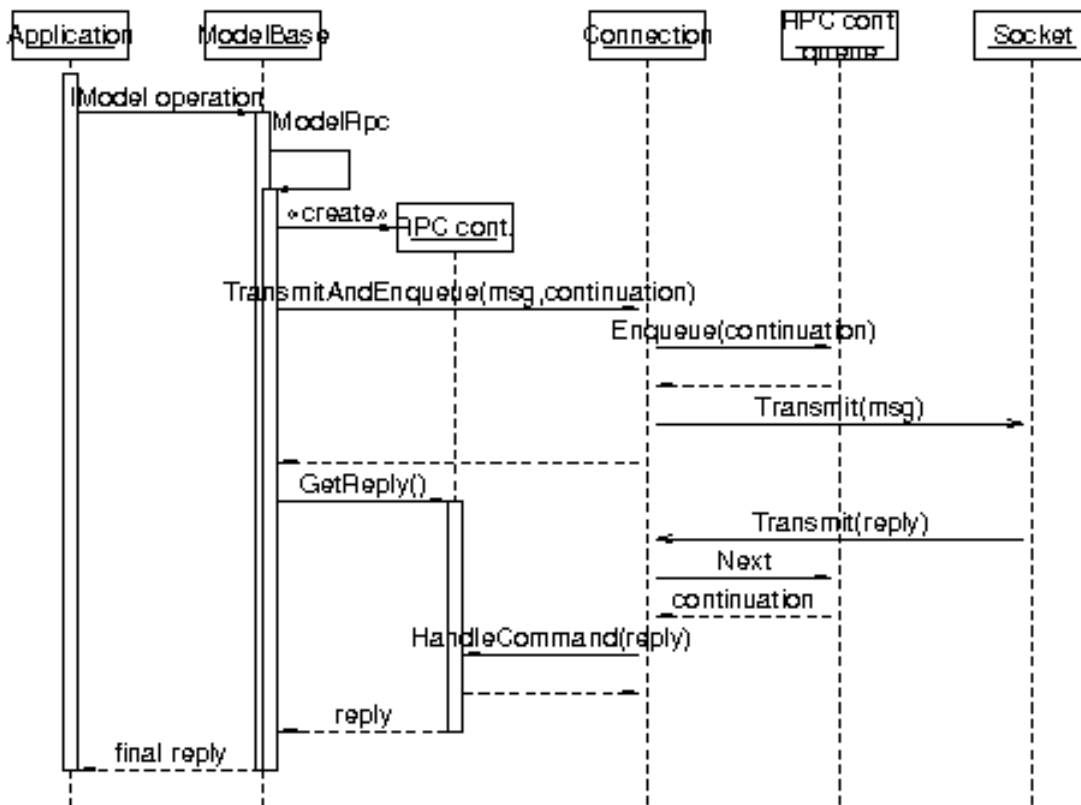 Application
ModelBase
Connection
RPC cont.
queue
Socket
IModel operation
ModelRpc
«create»
RPC cont.
TransmitAndEnqueue(msg,continuation)
Enqueue(continuation)
Transmit(msg)
GetReply()
Transmit(reply)
Next
continuation
HandleCommand(reply)
reply
final reply